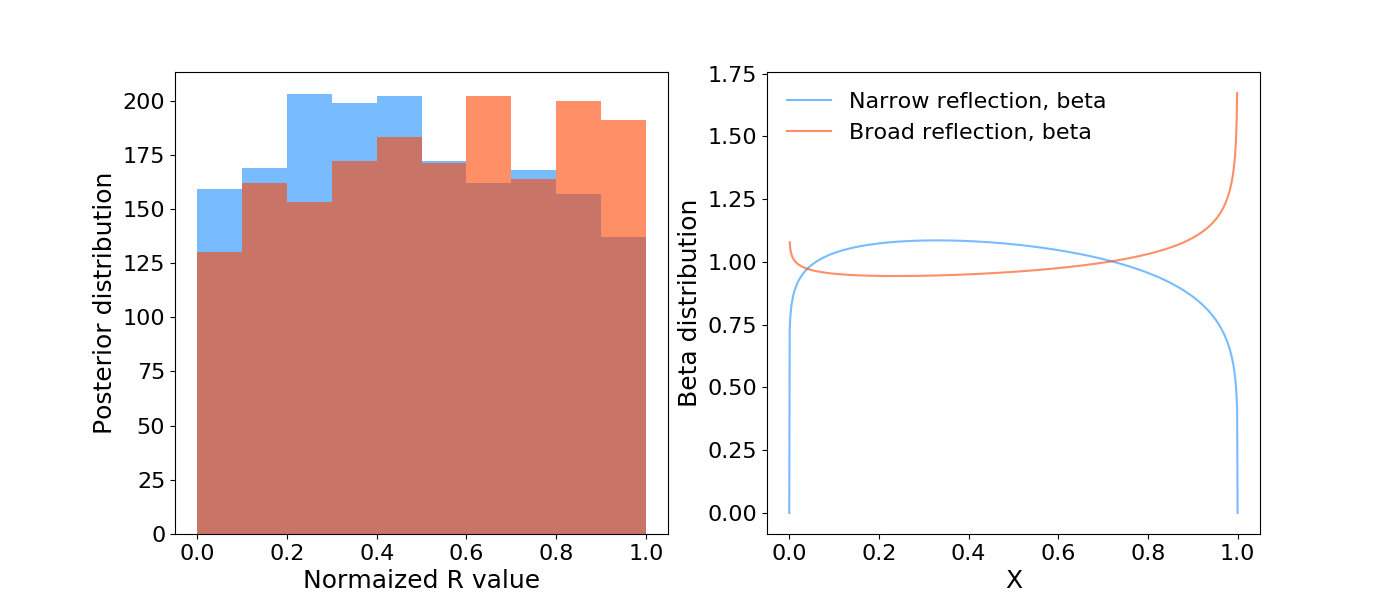 200
175
150
125
100
75
50
25
0
Posterior distribution
0.0 0.2 0.4 0.6 0.8 1.0
Normaized R value
1.75
1.50
1.25
1.00
0.75
0.50
0.25
0.00
Beta distribution
Narrow reflection, beta
Broad reflection, beta
0.0 0.2 0.4 0.6 0.8 1.0
X